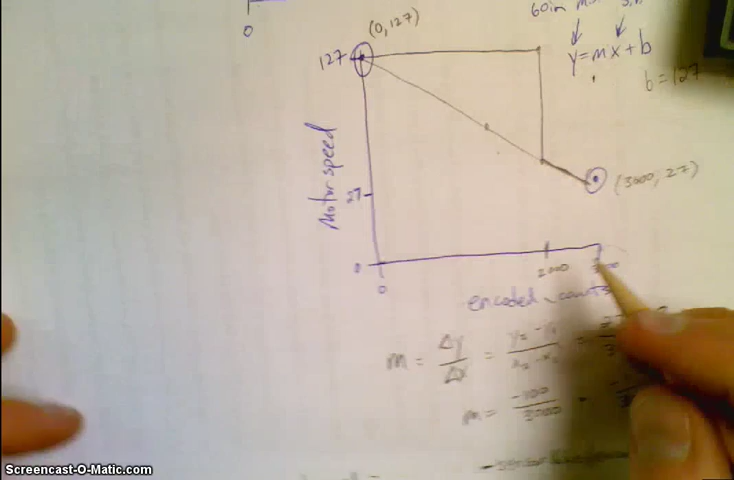 0
(0,127)
60in
127
y=mx+b
b=127
Motor speed
27
(3000, 27)
0
0
2000
encoded counts
m = Δy/Δx = y₂-y₁/x₂-x₁ =
m = -100/3000 =
Screencast-O-Matic.com